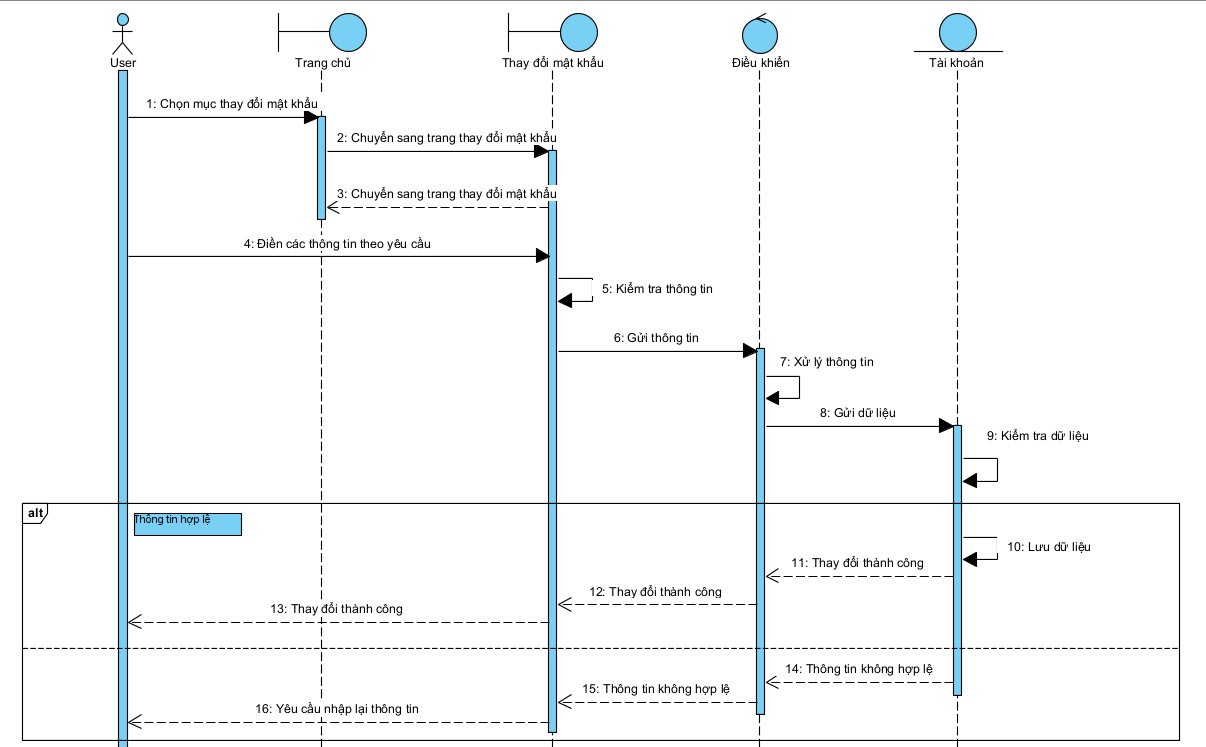 User
Trang chủ
Thay đổi mật khẩu
Điều khiển
Tài khoản
1: Chọn mục thay đổi mật khẩu
2: Chuyển sang trang thay đổi mật khẩu
3: Chuyển sang trang thay đổi mật khẩu
4: Điền các thông tin theo yêu cầu
5: Kiểm tra thông tin
6: Gửi thông tin
7: Xử lý thông tin
8: Gửi dữ liệu
9: Kiểm tra dữ liệu
alt
Thông tin hợp lệ
10: Lưu dữ liệu
11: Thay đổi thành công
12: Thay đổi thành công
13: Thay đổi thành công
14: Thông tin không hợp lệ
15: Thông tin không hợp lệ
16: Yêu cầu nhập lại thông tin